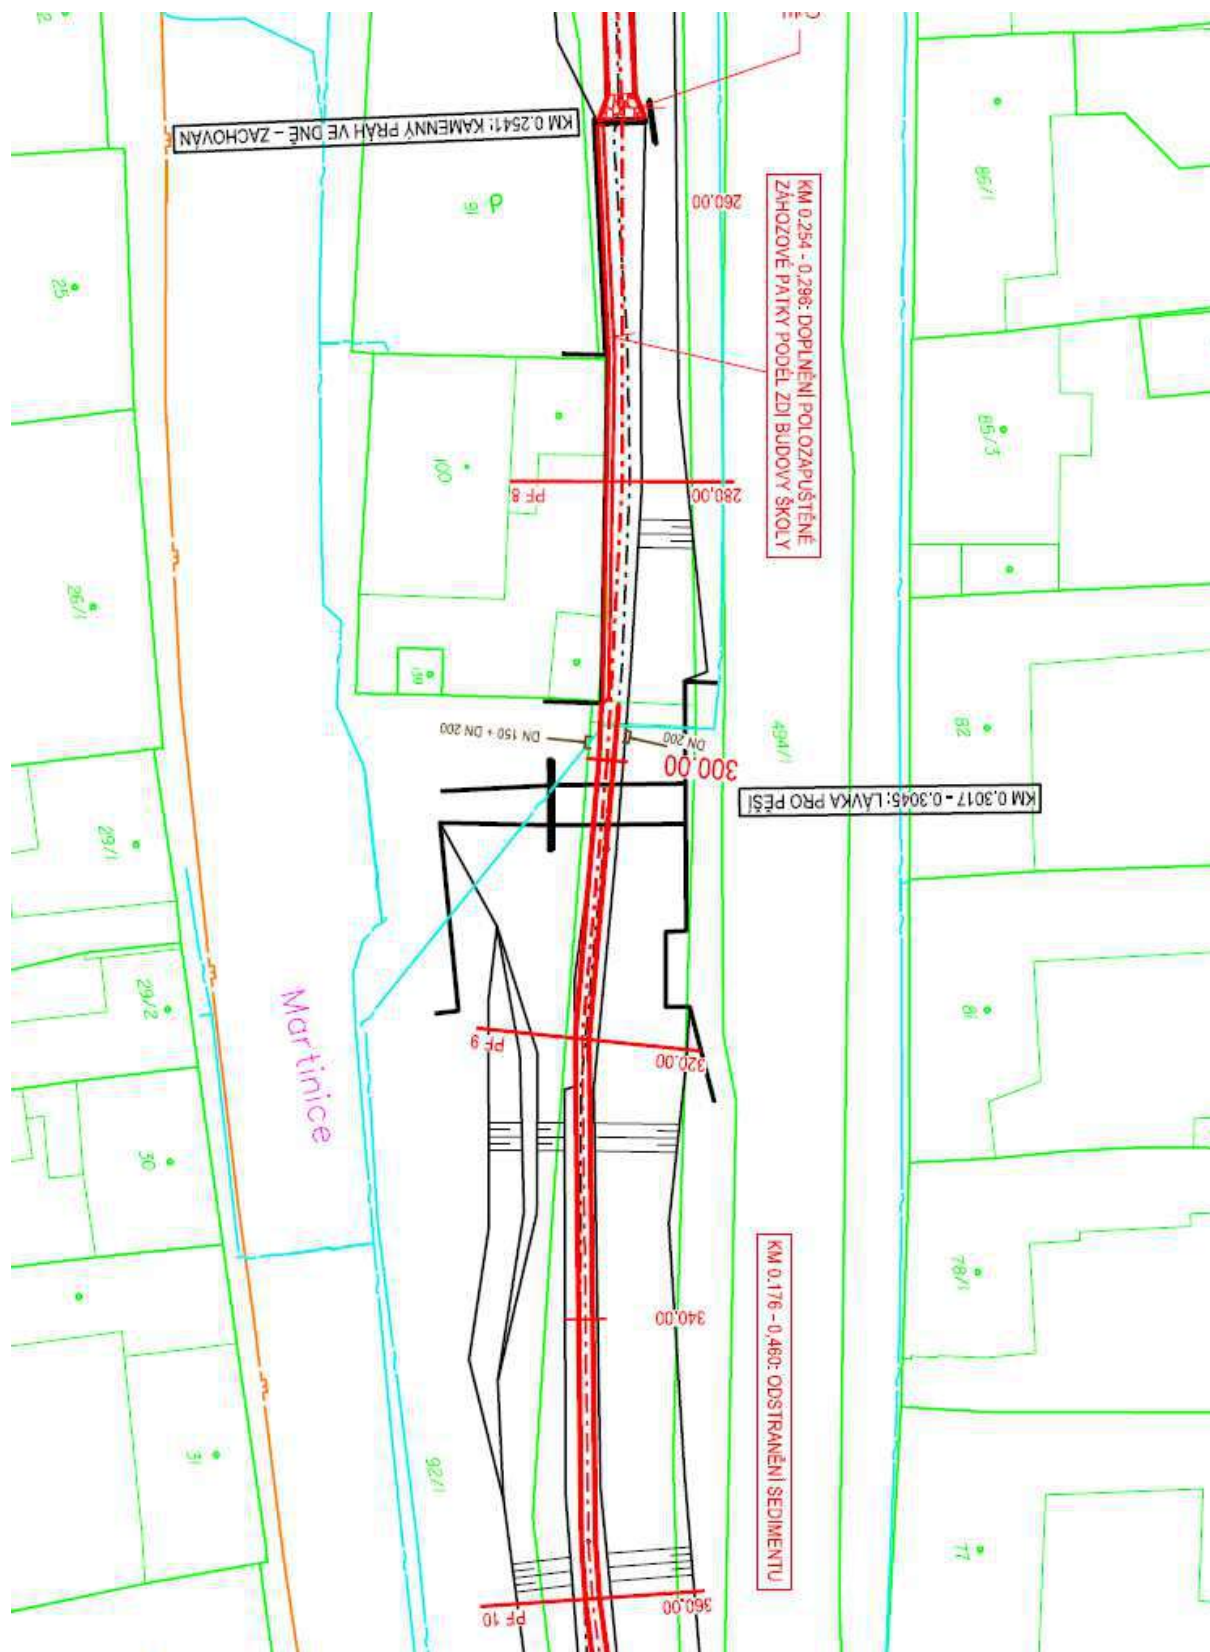 KM 0.2541: KAMENNÝ PRÁH VE DNĚ – ZACHOVÁN
KM 0.254 - 0,296: DOPLNĚNÍ POLOZAPUŠTĚNÉ
ZÁHOZOVÉ PATKY PODÉL ZDI BUDOVY ŠKOLY
260.00
91
86/1
25
85/3
100
PF 8
280,00
26/1
159
DN 150 + DN 200
DN 200
300.00
494/1
82
KM 0.3017 - 0.3045: LÁVKA PRO PĚŠÍ
29/1
29/2
Martinice
81
PF 9
320.00
30
78/1
340.00
KM 0.176 - 0,460: ODSTRANĚNÍ SEDIMENTU
31
92/1
77
PF 10
360.00